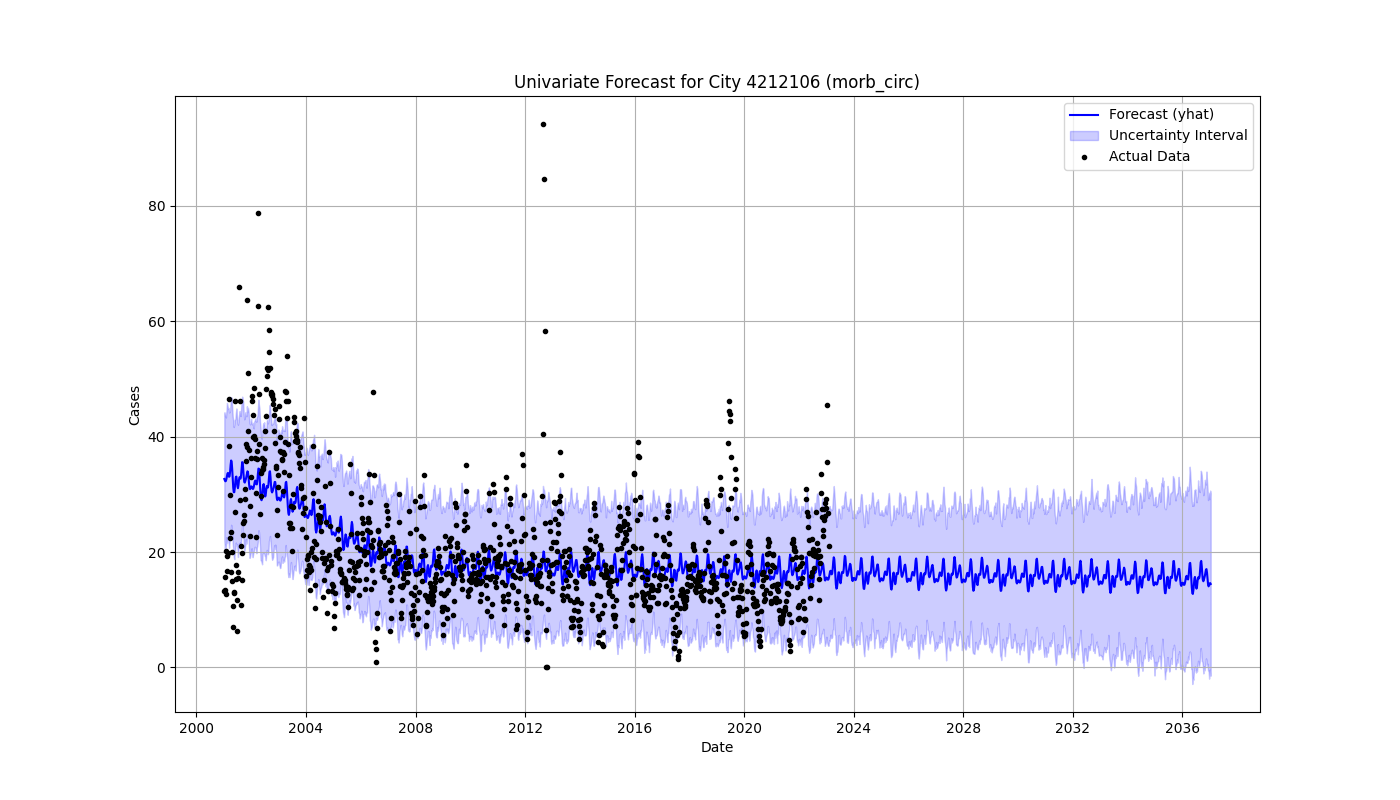 Univariate Forecast for City 4212106 (morb_circ)
Forecast (yhat)
Uncertainty Interval
Actual Data
Cases
80
60
40
20
0
2000 2004 2008 2012 2016 2020 2024 2028 2032 2036
Date